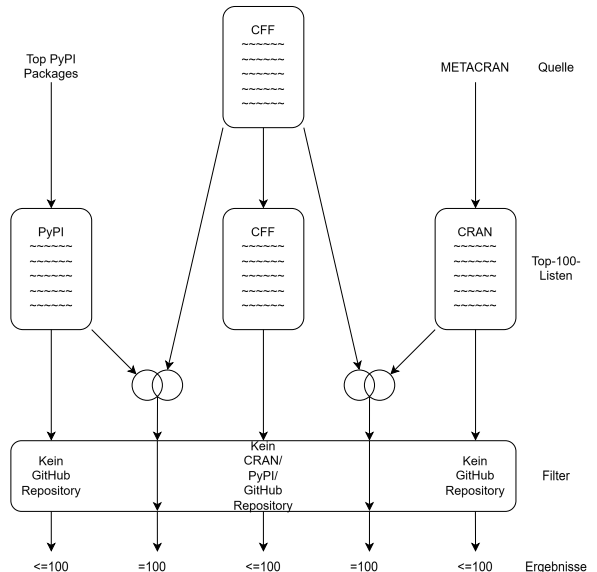 CFF
~~~~~~
~~~~~~
~~~~~~
~~~~~~
~~~~~~
Top PyPI
Packages
METACRAN
Quelle
PyPI
~~~~~~
~~~~~~
~~~~~~
~~~~~~
~~~~~~
CFF
~~~~~~
~~~~~~
~~~~~~
~~~~~~
~~~~~~
CRAN
~~~~~~
~~~~~~
~~~~~~
~~~~~~
~~~~~~
Top-100-
Listen
Kein
GitHub
Repository
Kein
CRAN/
PyPI/
GitHub
Repository
Kein
GitHub
Repository
Filter
<=100
=100
<=100
=100
<=100
Ergebnisse